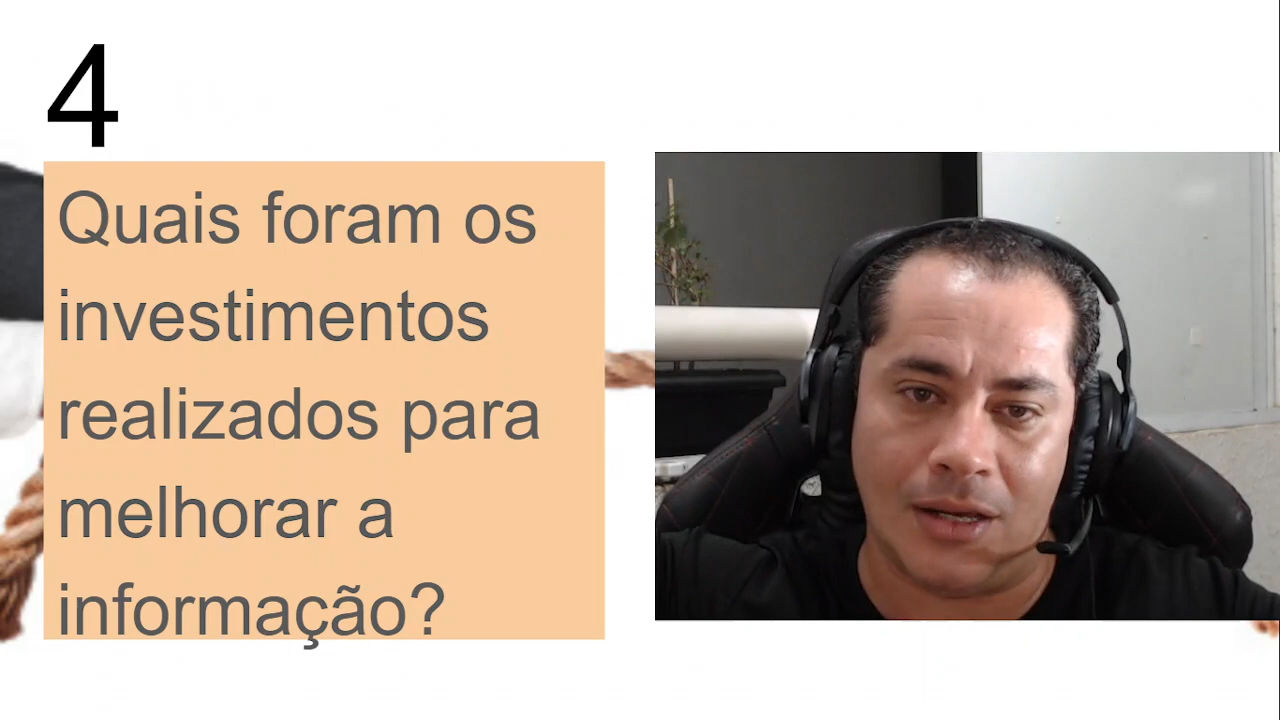 4
Quais foram os
investimentos
realizados para
melhorar a
informação?